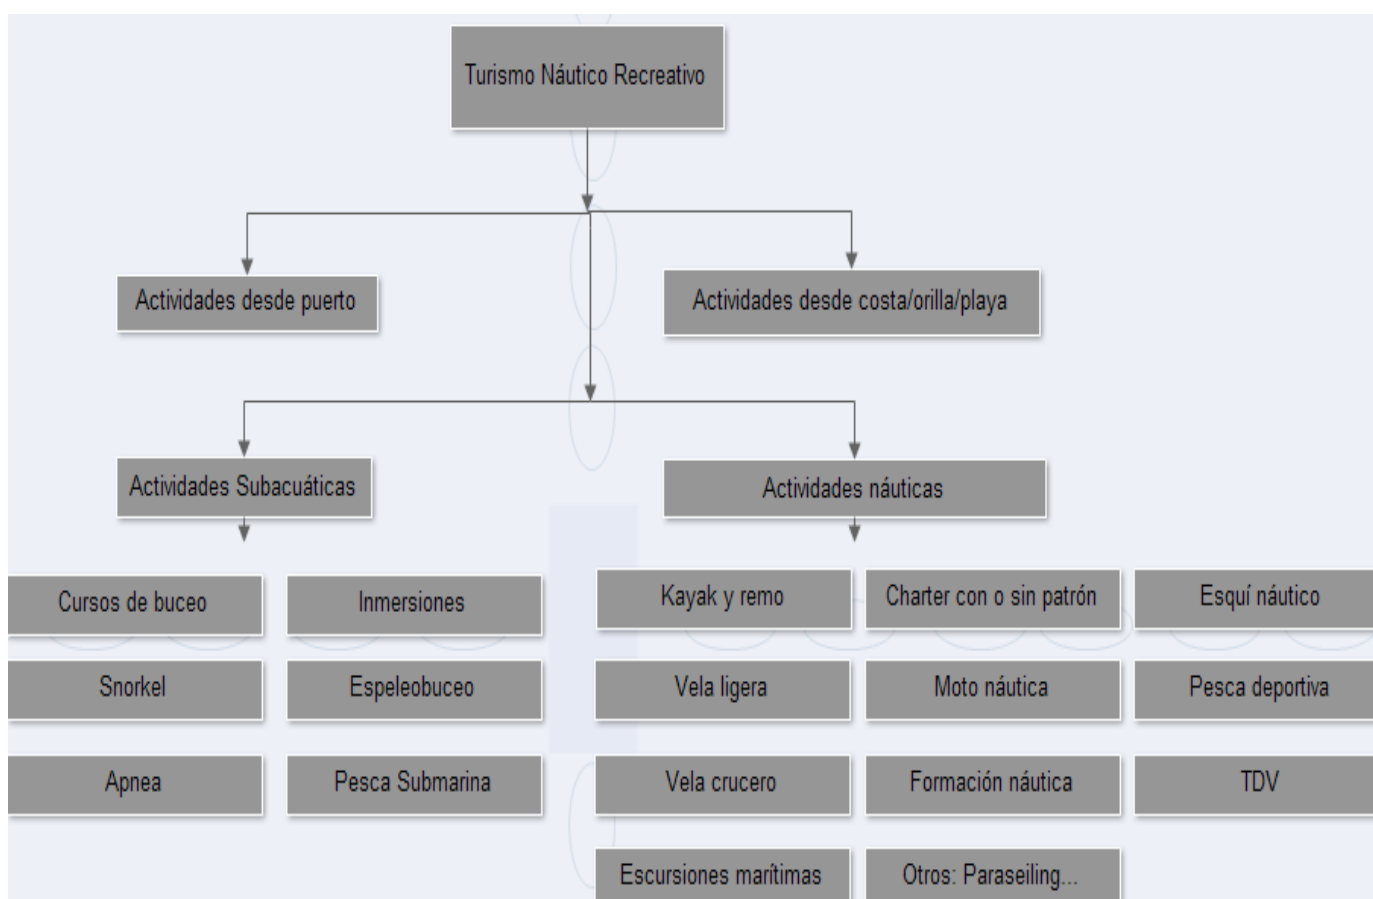 Turismo Náutico Recreativo
Actividades desde puerto
Actividades desde costa/orilla/playa
Actividades Subacuáticas
Actividades náuticas
Cursos de buceo
Inmersiones
Kayak y remo
Charter con o sin patrón
Esquí náutico
Snorkel
Espeleobuceo
Vela ligera
Moto náutica
Pesca deportiva
Apnea
Pesca Submarina
Vela crucero
Formación náutica
TDV
Escursiones marítimas
Otros: Paraseiling...